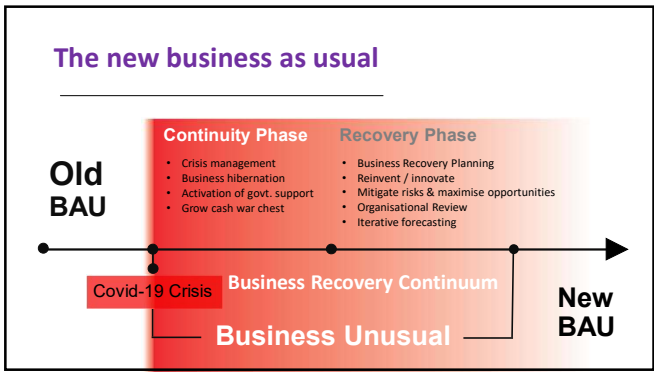 The new business as usual
Continuity Phase
• Crisis management
• Business hibernation
• Activation of govt. support
• Grow cash war chest
Recovery Phase
• Business Recovery Planning
• Reinvent / innovate
• Mitigate risks & maximise opportunities
• Organisational Review
• Iterative forecasting
Old
BAU
Covid-19 Crisis
Business Recovery Continuum
Business Unusual
New
BAU